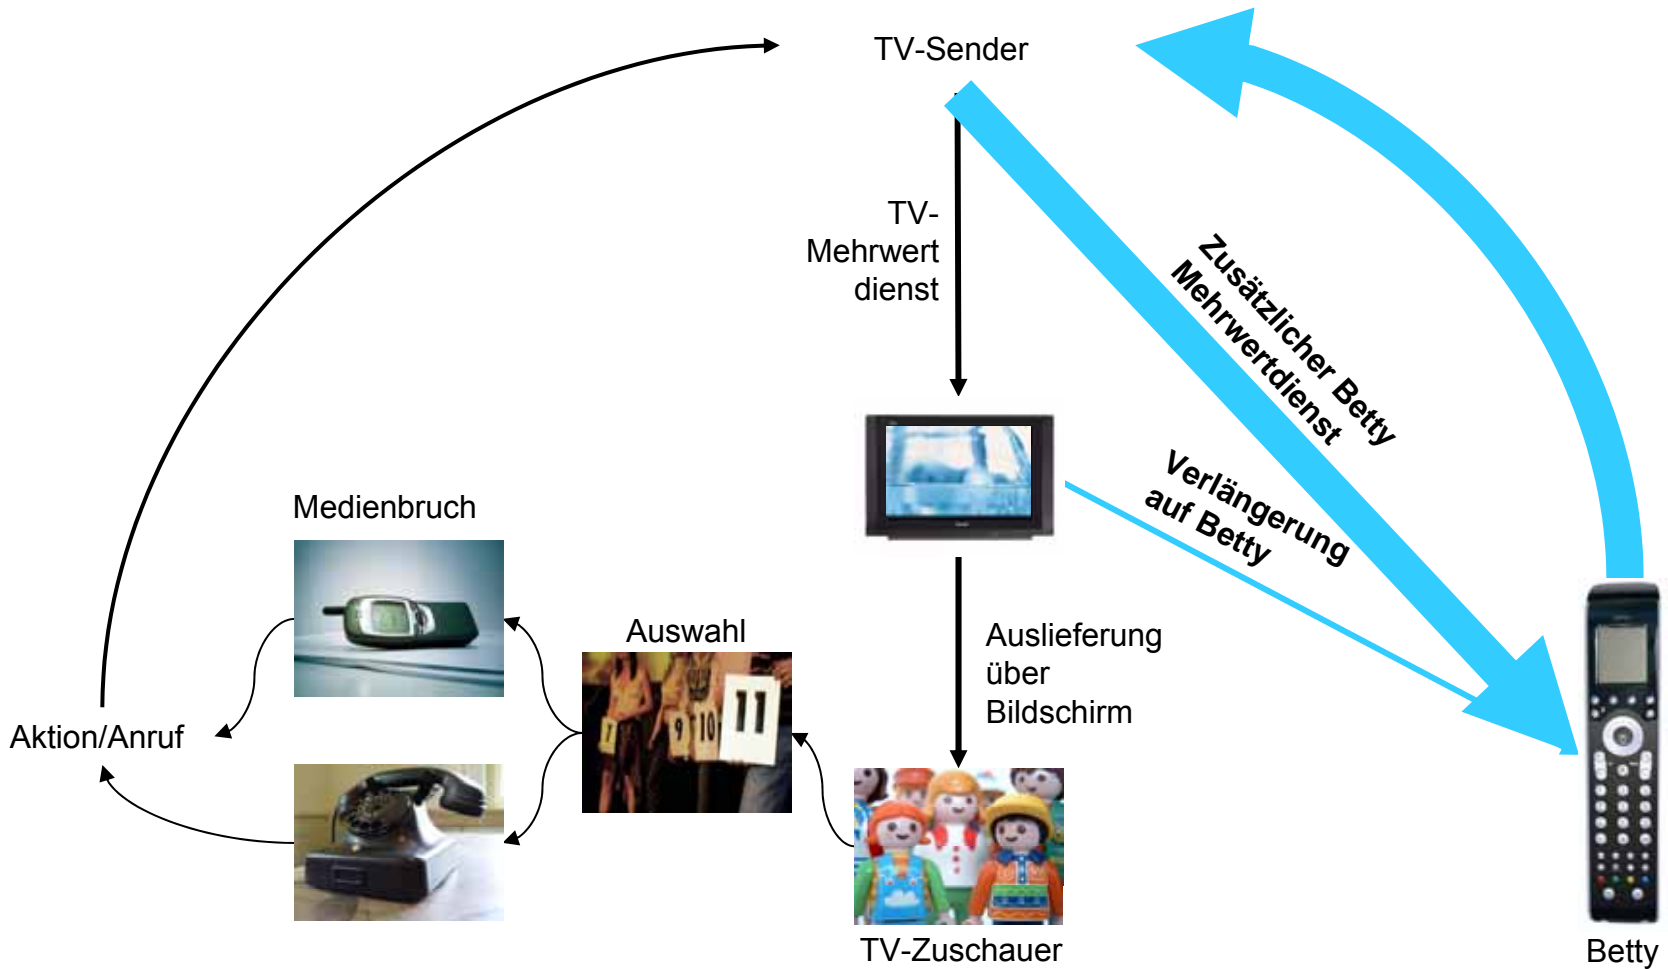 TV-Sender
TV-
Mehrwert
dienst
Zusätzlicher Betty
Mehrwertdienst
Verlängerung
auf Betty
Medienbruch
Auswahl
Auslieferung
über
Bildschirm
7
9
10
11
Aktion/Anruf
TV-Zuschauer
Betty